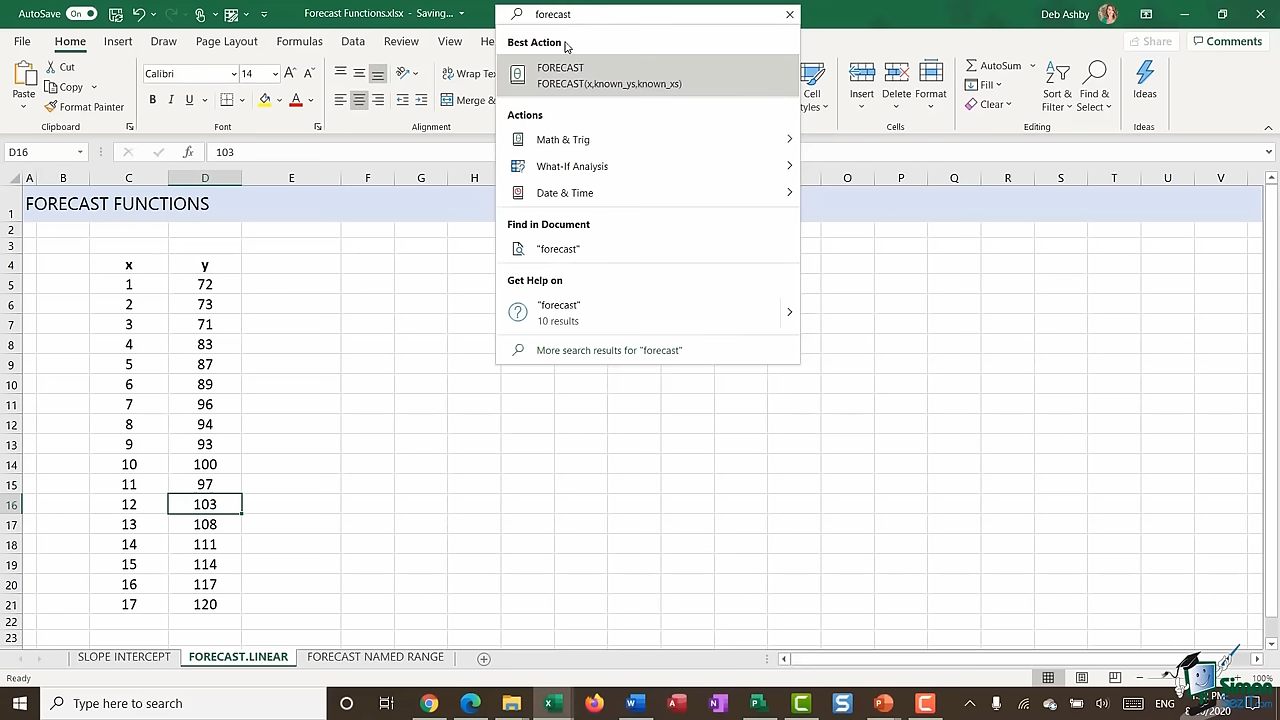 AutoSave On Forecast Functions.xlsx - Saving... forecast Deb Ashby
File Home Insert Draw Page Layout Formulas Data Review View He Share Comments
Best Action
FORECAST
FORECAST(x,known_ys,known_xs)
Actions
Math & Trig
What-If Analysis
Date & Time
Find in Document
"forecast"
Get Help on
"forecast"
10 results
More search results for "forecast"
Paste Cut
Copy
Format Painter
Clipboard
Calibri 14
B I U
Font
Wrap Tex
Merge &
Alignment
Insert Delete Format
Cells
AutoSum
Fill
Clear
Sort & Filter Find & Select
Editing
Ideas
Ideas
D16 fx 103
A B C D E F G H O P Q R S T U V
1 FORECAST FUNCTIONS
2
3
4 x y
5 1 72
6 2 73
7 3 71
8 4 83
9 5 87
10 6 89
11 7 96
12 8 94
13 9 93
14 10 100
15 11 97
16 12 103
17 13 108
18 14 111
19 15 114
20 16 117
21 17 120
22
23
SLOPE INTERCEPT FORECAST.LINEAR FORECAST NAMED RANGE
Ready 100%
Type here to search ENG